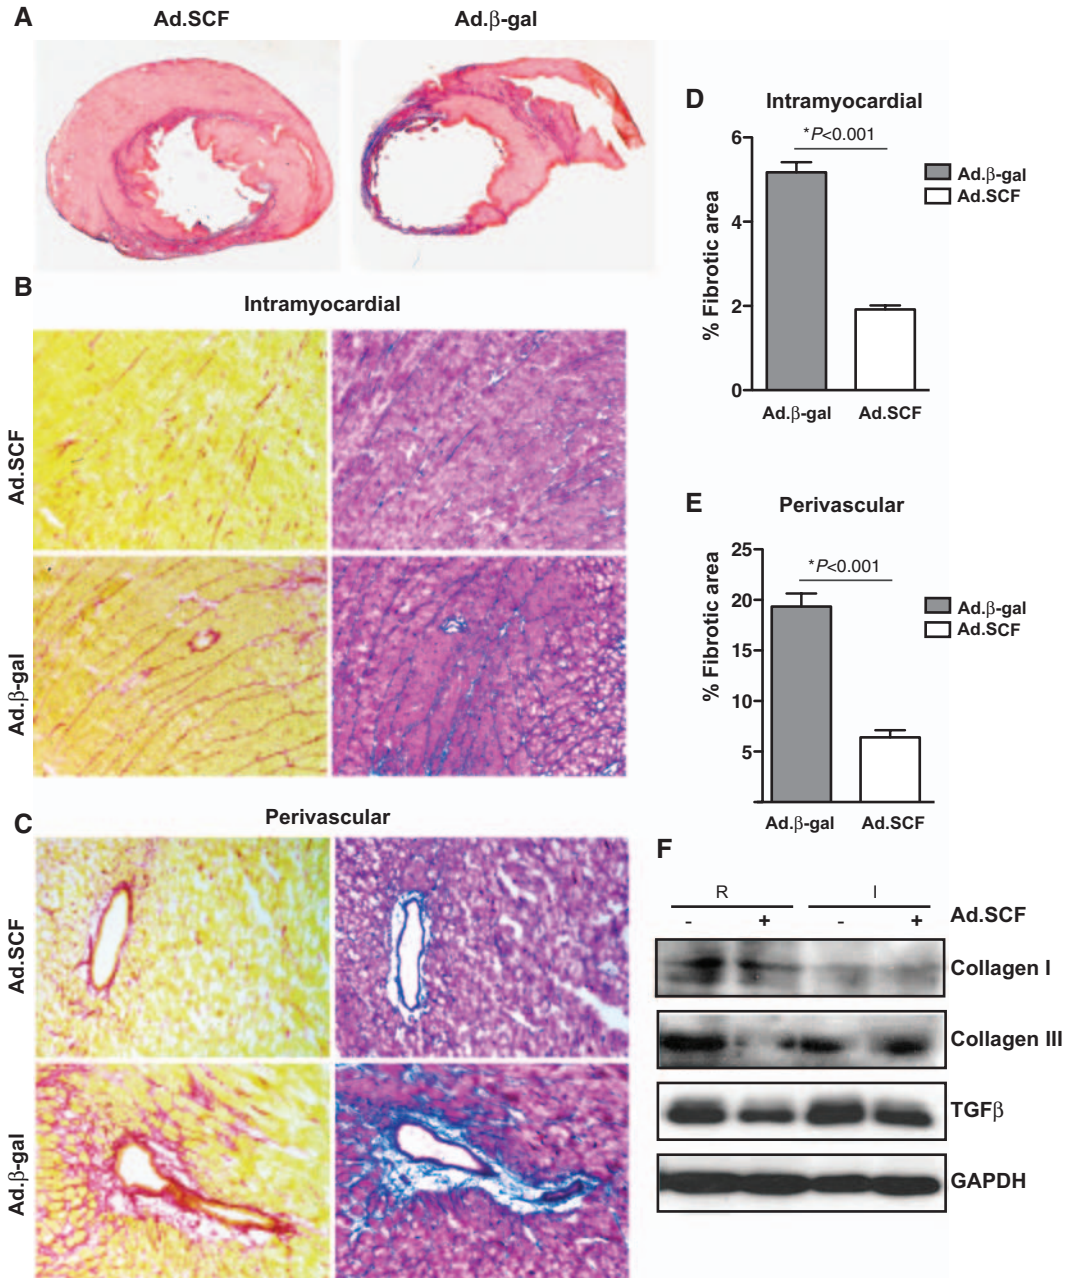 A
Ad.SCF
Ad.β-gal
B
Intramyocardial
Ad.SCF
Ad.β-gal
C
Perivascular
Ad.SCF
Ad.β-gal
D
Intramyocardial
*P<0.001
% Fibrotic area
6
4
2
0
Ad.β-gal
Ad.SCF
Ad.β-gal
Ad.SCF
E
Perivascular
*P<0.001
% Fibrotic area
25
20
15
10
5
Ad.β-gal
Ad.SCF
Ad.β-gal
Ad.SCF
F
R I
- + - + Ad.SCF
Collagen I
Collagen III
TGFβ
GAPDH